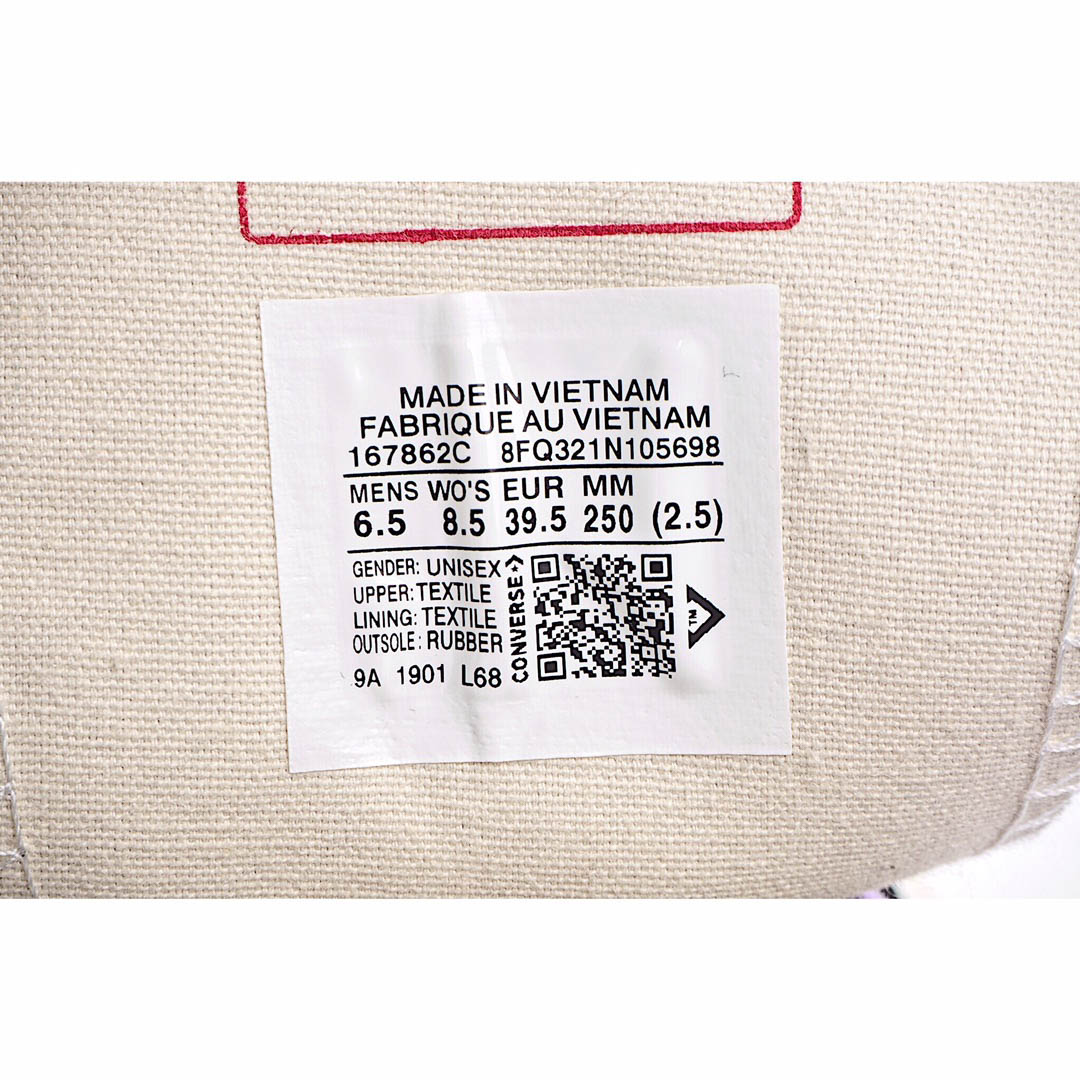 MADE IN VIETNAM
FABRIQUE AU VIETNAM
167862C 8FQ321N105698
MENS WO'S EUR MM
6.5 8.5 39.5 250 (2.5)
GENDER: UNISEX
UPPER: TEXTILE
LINING: TEXTILE
OUTSOLE: RUBBER
9A 1901 L68
CONVERSE
TM